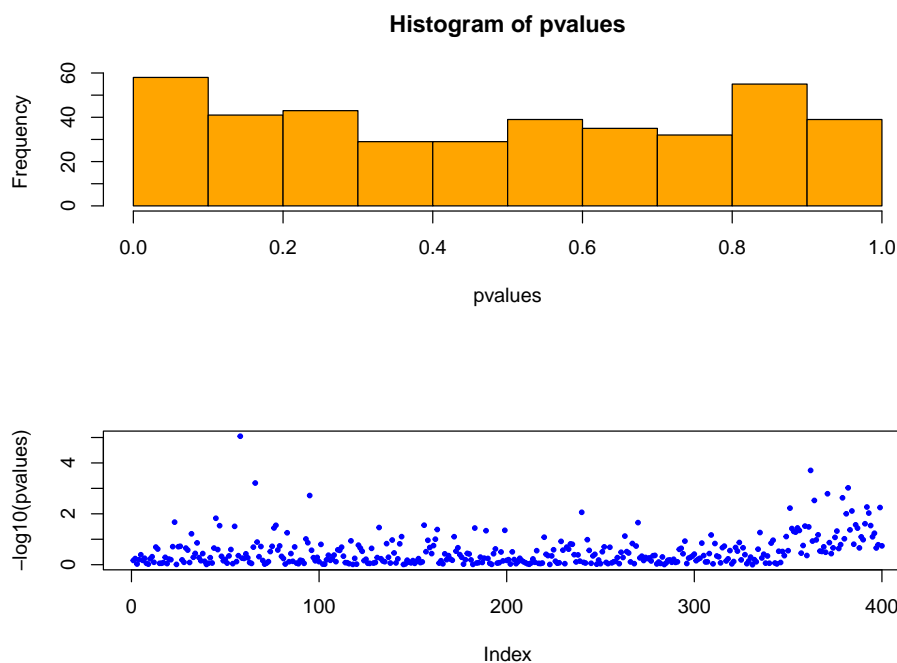 Histogram of pvalues
Frequency
60
40
20
0
0.0 0.2 0.4 0.6 0.8 1.0
pvalues
−log10(pvalues)
4
2
0
0 100 200 300 400
Index